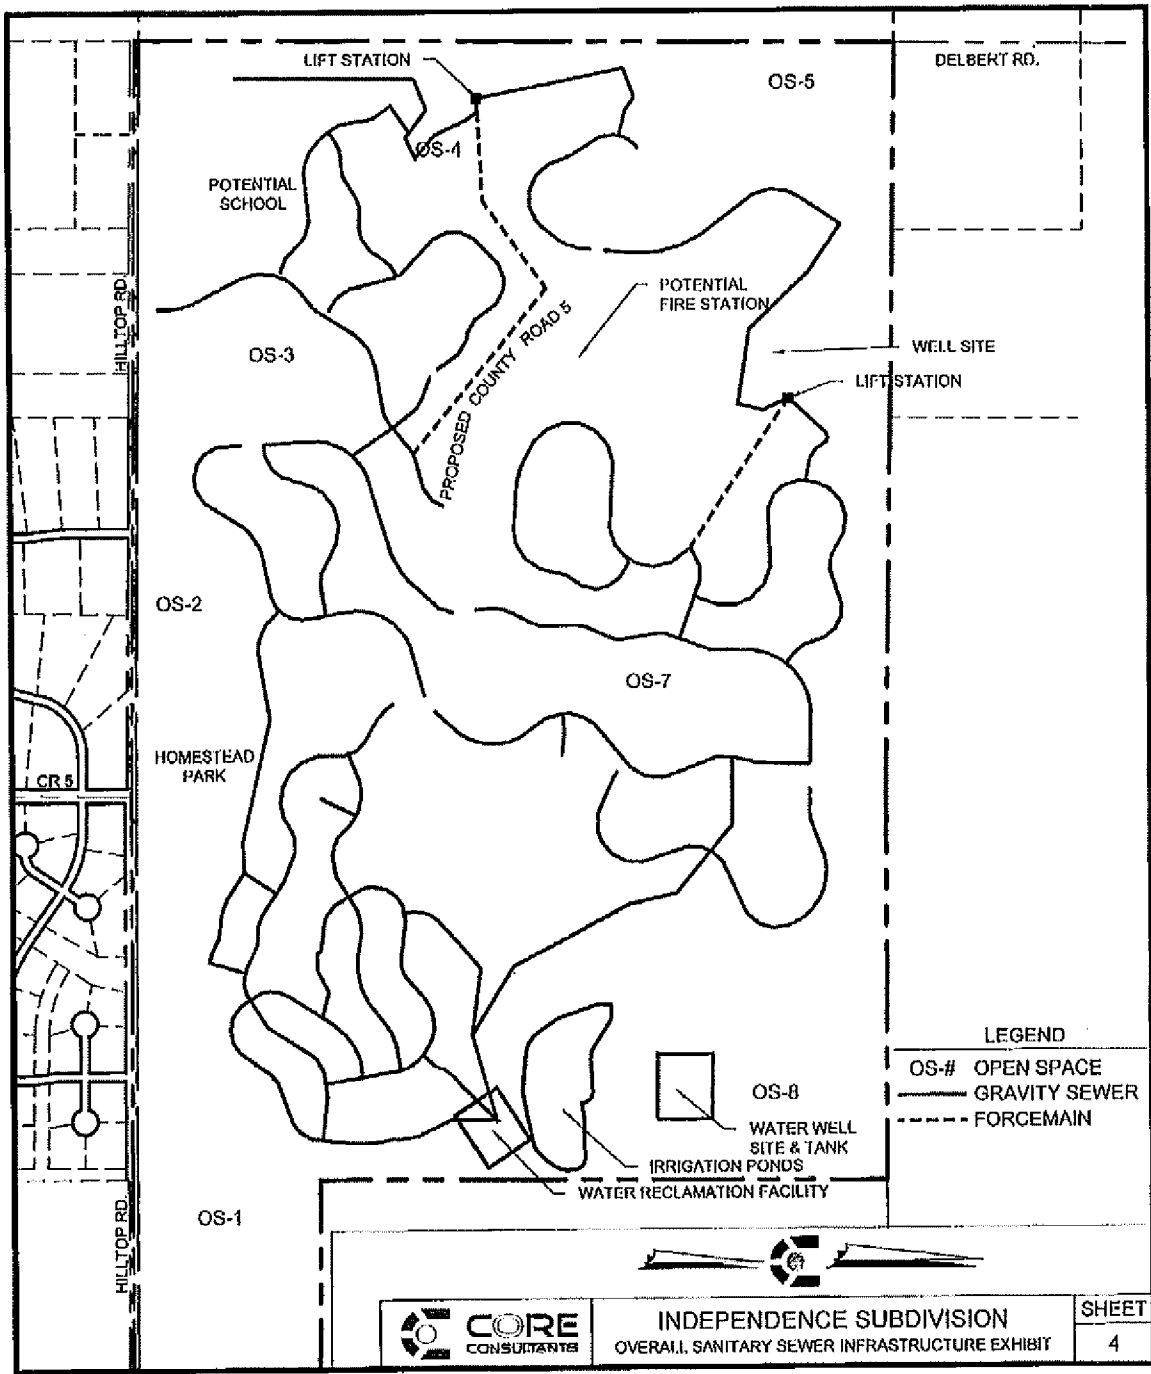 LIFT STATION
OS-5
DELBERT RD.
OS-4
POTENTIAL
SCHOOL
HILLTOP RD.
POTENTIAL
FIRE STATION
OS-3
PROPOSED COUNTY ROAD 5
WELL SITE
LIFT STATION
OS-2
OS-7
HOMESTEAD
PARK
CR 5
LEGEND
OS-# OPEN SPACE
GRAVITY SEWER
FORCEMAIN
OS-8
WATER WELL
SITE & TANK
IRRIGATION PONDS
WATER RECLAMATION FACILITY
OS-1
HILLTOP RD.
CORE
CONSULTANTS
INDEPENDENCE SUBDIVISION
OVERALL SANITARY SEWER INFRASTRUCTURE EXHIBIT
SHEET
4